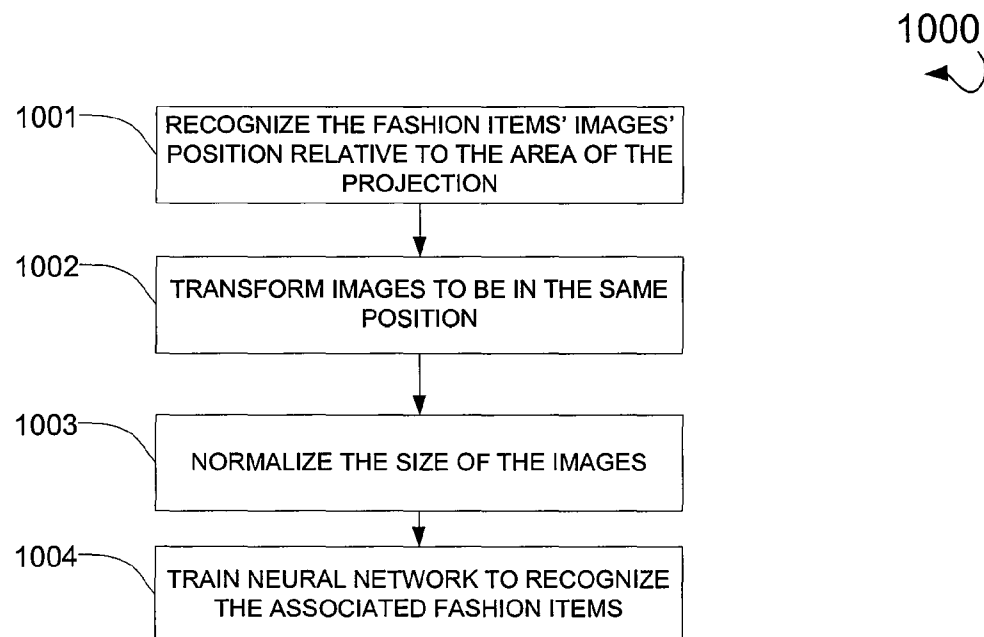 1000
1001
RECOGNIZE THE FASHION ITEMS’ IMAGES’
POSITION RELATIVE TO THE AREA OF THE
PROJECTION
1002
TRANSFORM IMAGES TO BE IN THE SAME
POSITION
1003
NORMALIZE THE SIZE OF THE IMAGES
1004
TRAIN NEURAL NETWORK TO RECOGNIZE
THE ASSOCIATED FASHION ITEMS